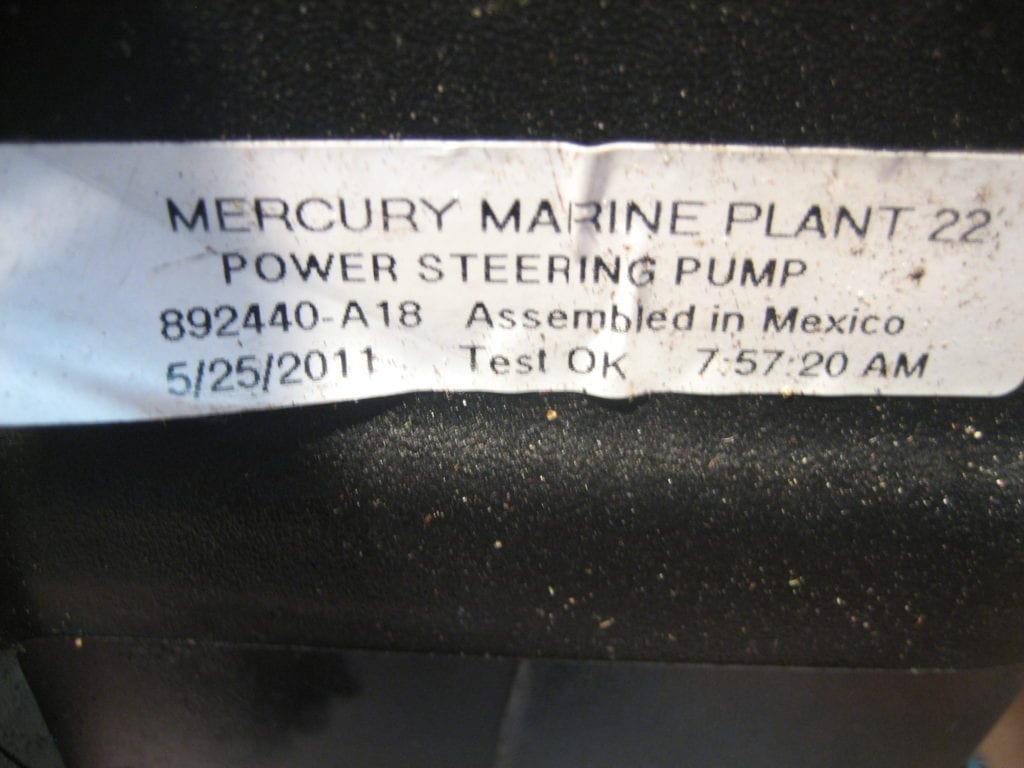 MERCURY MARINE PLANT 22
POWER STEERING PUMP
892440-A18 Assembled in Mexico
5/25/2011 Test OK 7:57:20 AM